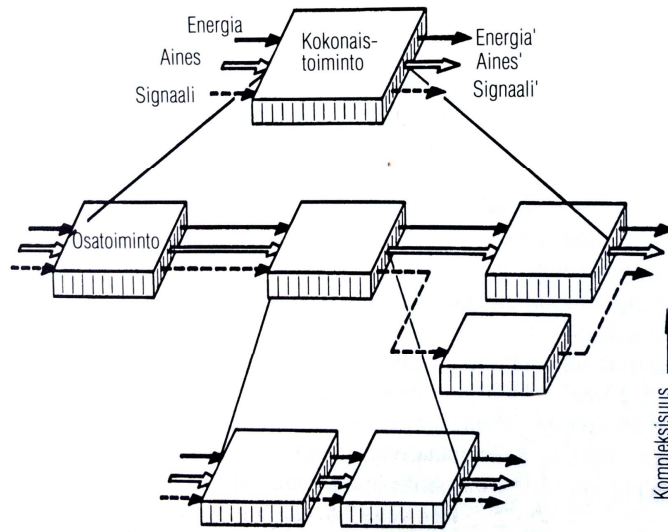 Energia
Kokonais-
toiminto
Energia'
Aines
Aines'
Signaali
Signaali'
Osatoiminto
Kompleksisuus